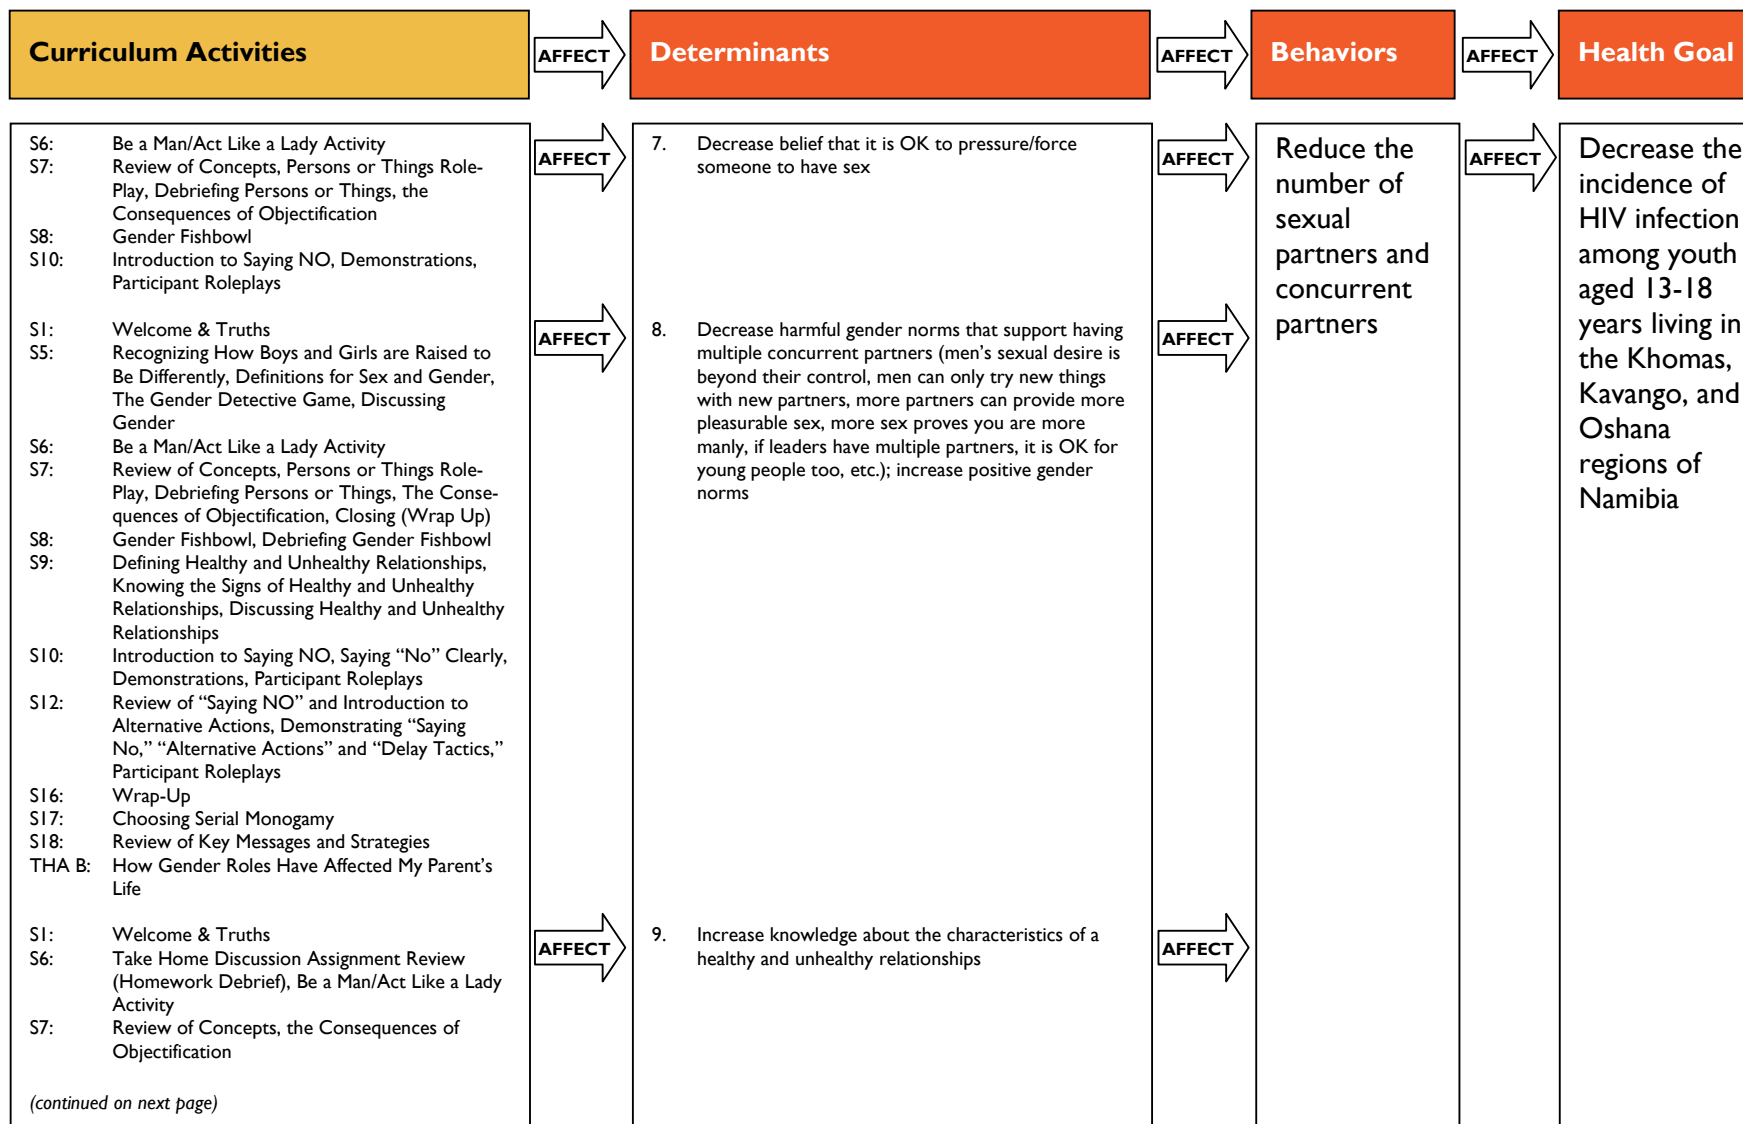 Curriculum Activities
AFFECT
Determinants
AFFECT
Behaviors
AFFECT
Health Goal
S6: Be a Man/Act Like a Lady Activity
S7: Review of Concepts, Persons or Things Role-
Play, Debriefing Persons or Things, the
Consequences of Objectification
S8: Gender Fishbowl
S10: Introduction to Saying NO, Demonstrations,
Participant Roleplays
AFFECT
7. Decrease belief that it is OK to pressure/force
someone to have sex
AFFECT
Reduce the
number of
sexual
partners and
concurrent
partners
AFFECT
Decrease the
incidence of
HIV infection
among youth
aged 13-18
years living in
the Khomas,
Kavango, and
Oshana
regions of
Namibia
S1: Welcome & Truths
S5: Recognizing How Boys and Girls are Raised to
Be Differently, Definitions for Sex and Gender,
The Gender Detective Game, Discussing
Gender
S6: Be a Man/Act Like a Lady Activity
S7: Review of Concepts, Persons or Things Role-
Play, Debriefing Persons or Things, The Conse-
quences of Objectification, Closing (Wrap Up)
S8: Gender Fishbowl, Debriefing Gender Fishbowl
S9: Defining Healthy and Unhealthy Relationships,
Knowing the Signs of Healthy and Unhealthy
Relationships, Discussing Healthy and Unhealthy
Relationships
S10: Introduction to Saying NO, Saying “No” Clearly,
Demonstrations, Participant Roleplays
S12: Review of “Saying NO” and Introduction to
Alternative Actions, Demonstrating “Saying
No,” “Alternative Actions” and “Delay Tactics,”
Participant Roleplays
S16: Wrap-Up
S17: Choosing Serial Monogamy
S18: Review of Key Messages and Strategies
THA B: How Gender Roles Have Affected My Parent’s
Life
AFFECT
8. Decrease harmful gender norms that support having
multiple concurrent partners (men’s sexual desire is
beyond their control, men can only try new things
with new partners, more partners can provide more
pleasurable sex, more sex proves you are more
manly, if leaders have multiple partners, it is OK for
young people too, etc.); increase positive gender
norms
AFFECT
S1: Welcome & Truths
S6: Take Home Discussion Assignment Review
(Homework Debrief), Be a Man/Act Like a Lady
Activity
S7: Review of Concepts, the Consequences of
Objectification
AFFECT
9. Increase knowledge about the characteristics of a
healthy and unhealthy relationships
AFFECT
(continued on next page)